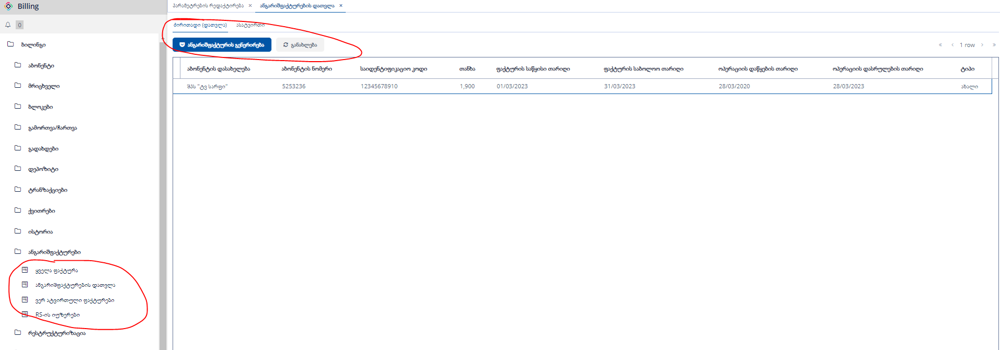 Billing
0
ბილინგი
აბონენტი
მრიცხველი
ბლოკები
გამორთვა/ჩართვა
გადახდები
დეპოზიტი
ტრანზაქციები
ქვითრები
ისტორია
ანგარიშფაქტურები
ყველა ფაქტურა
ანგარიშფაქტურების დათვლა
ვერ ატვირთული ფაქტურები
RS-ის იუზერები
რესტრუქტურიზაცია
პარამეტრების რედაქტირება × ანგარიშფაქტურების დათვლა ×
ძირითადი (დათვლა) ასატვირთი
ანგარიშფაქტურის გენერირება განახლება
« ‹ 1 row › »
აბონენტის დასახელება აბონენტის ნომერი საიდენტიფიკაციო კოდი თანხა ფაქტურის საწყისი თარიღი ფაქტურის საბოლოო თარიღი ოპერაციის დაწყების თარიღი ოპერაციის დასრულების თარიღი ტიპი
შპს "ტვ სარფი" 5253236 12345678910 1,900 01/03/2023 31/03/2023 28/03/2020 28/03/2023 ახალი